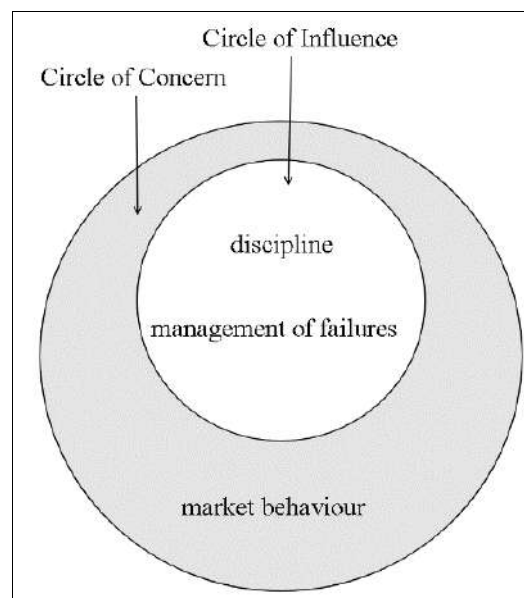 Circle of Influence
Circle of Concern
discipline
management of failures
market behaviour